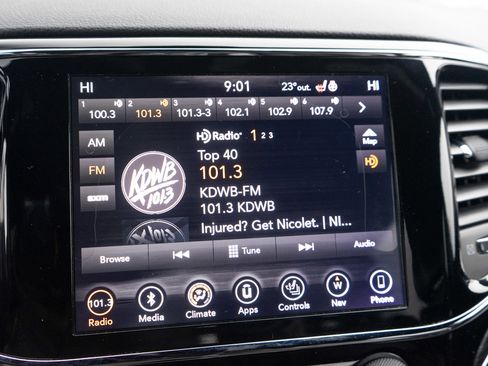 HI 9:01 23°out. HI
1 2 3 4 5 6
100.3 101.3 101.3-3 102.1 102.9 107.9
AM
FM
sxm
HD Radio 1 2 3
Map
HD
Top 40
101.3
KDWB-FM
101.3 KDWB
Injured? Get Nicolet. | NI...
KDWB
101.3
Browse Tune Audio
101.3 W
Radio Media Climate Apps Controls Nav Phone